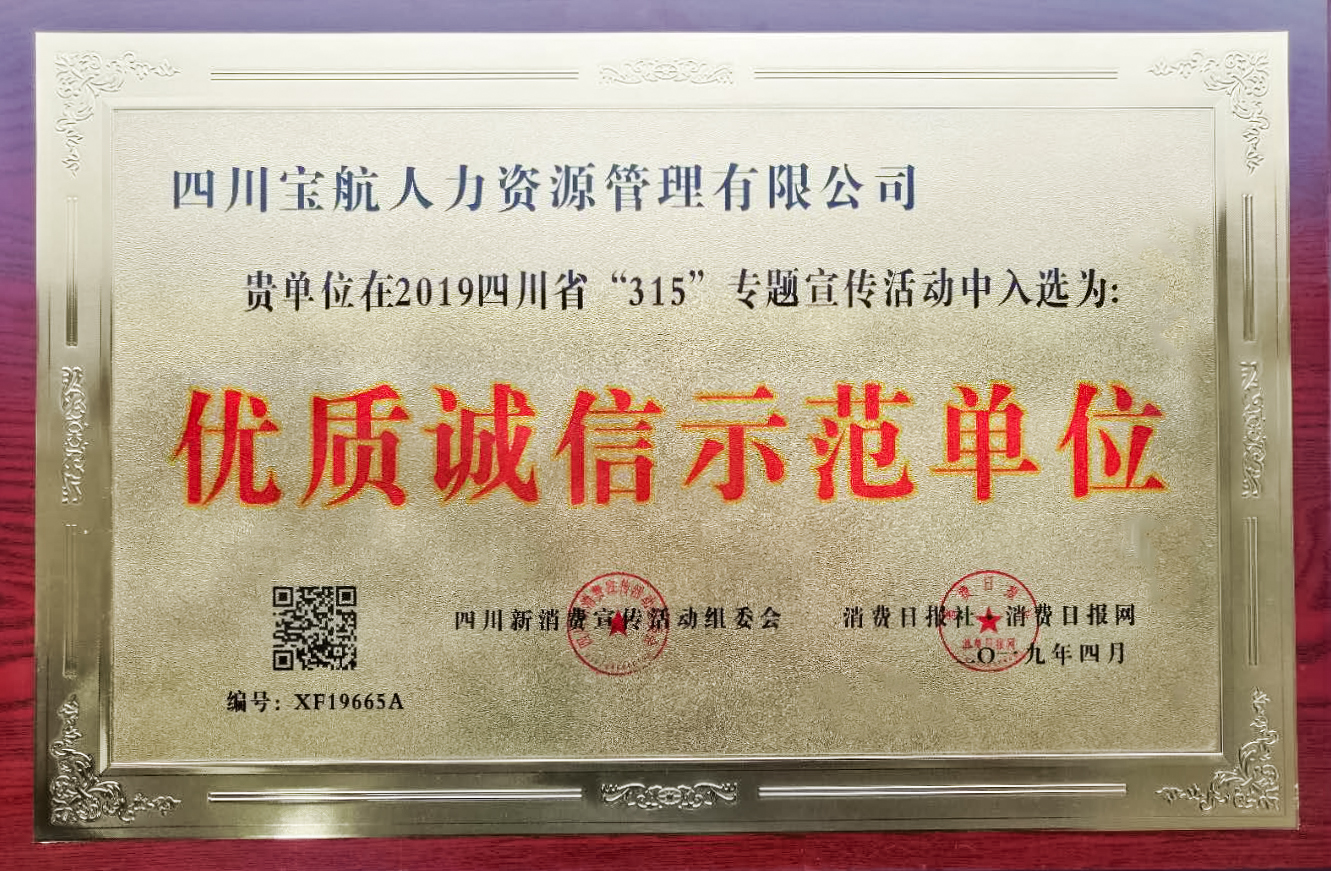 四川宝航人力资源管理有限公司
贵单位在2019四川省“315”专题宣传活动中入选为:
优质诚信示范单位
四川新消费宣传活动组委会
消费日报社·消费日报网
二〇一九年四月
编号:XF19665A